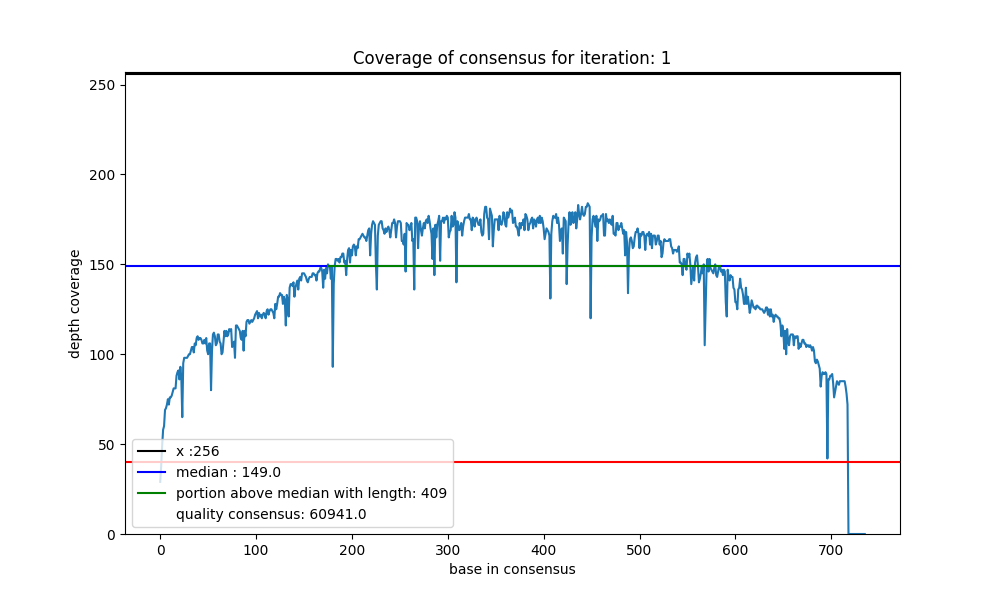 Coverage of consensus for iteration: 1
250
200
150
100
50
0
depth coverage
x :256
median : 149.0
portion above median with length: 409
quality consensus: 60941.0
0 100 200 300 400 500 600 700
base in consensus